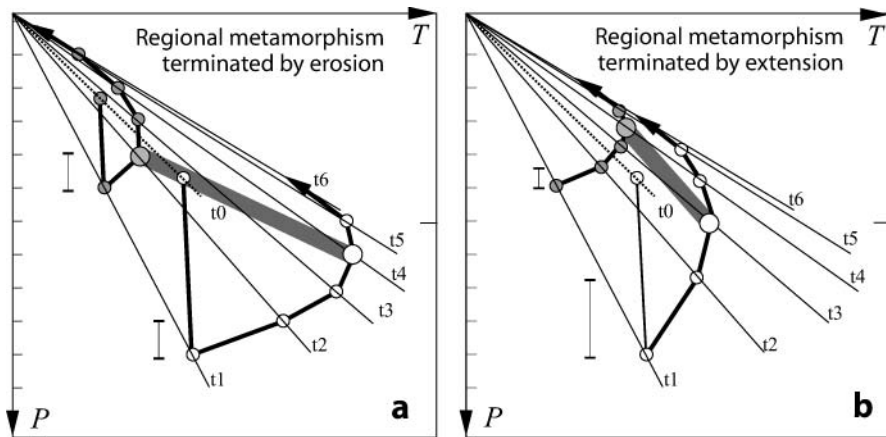 T
Regional metamorphism
terminated by erosion
t6
t0
t5
t4
t3
t2
t1
P
a
T
Regional metamorphism
terminated by extension
t6
t0
t5
t4
t3
t2
t1
P
b